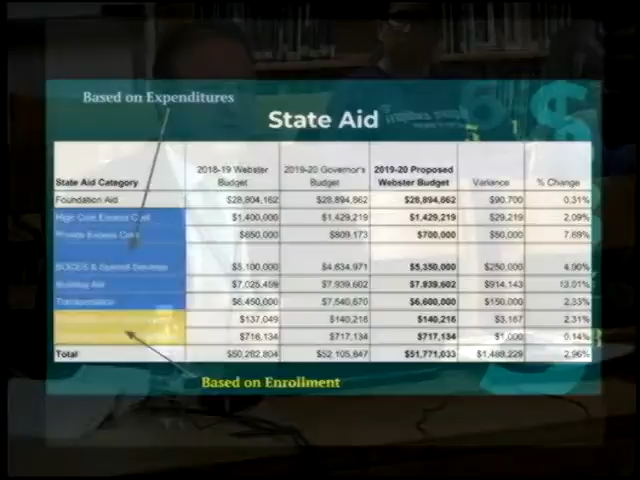 Based on Expenditures
State Aid
State Aid Category 2018-19 Webster Budget 2019-20 Governor's Budget 2019-20 Proposed Webster Budget Variance % Change
Foundation Aid $28,804,162 $28,894,862 $28,894,862 $90,700 0.31%
High Cost Excess Cost $1,400,000 $1,429,219 $1,429,219 $29,219 2.09%
Private Excess Cost $650,000 $809,173 $700,000 $50,000 7.69%
BOCES & Special Services $5,100,000 $4,634,971 $5,350,000 $250,000 4.90%
Building Aid $7,025,459 $7,939,602 $7,939,602 $914,143 13.01%
Transportation $6,450,000 $7,540,670 $6,600,000 $150,000 2.33%
$137,049 $140,216 $140,216 $3,167 2.31%
$716,134 $717,134 $717,134 $1,000 0.14%
Total $50,282,804 $52,105,847 $51,771,033 $1,488,229 2.96%
Based on Enrollment